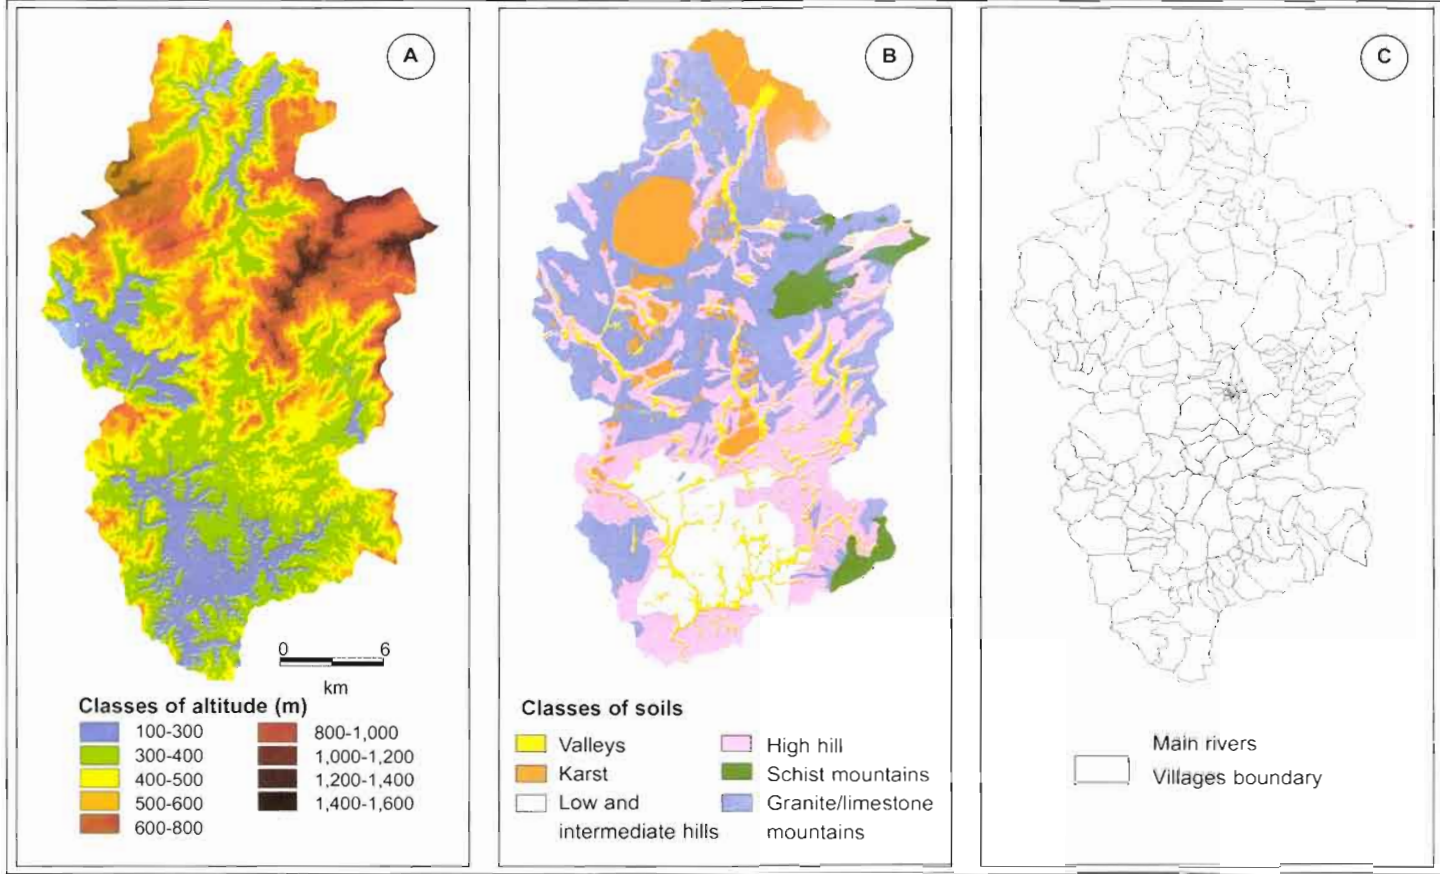 A
0 6
km
Classes of altitude (m)
100-300
300-400
400-500
500-600
600-800
800-1,000
1,000-1,200
1,200-1,400
1,400-1,600
B
Classes of soils
Valleys
Karst
Low and
intermediate hills
High hill
Schist mountains
Granite/limestone
mountains
C
Main rivers
Villages boundary